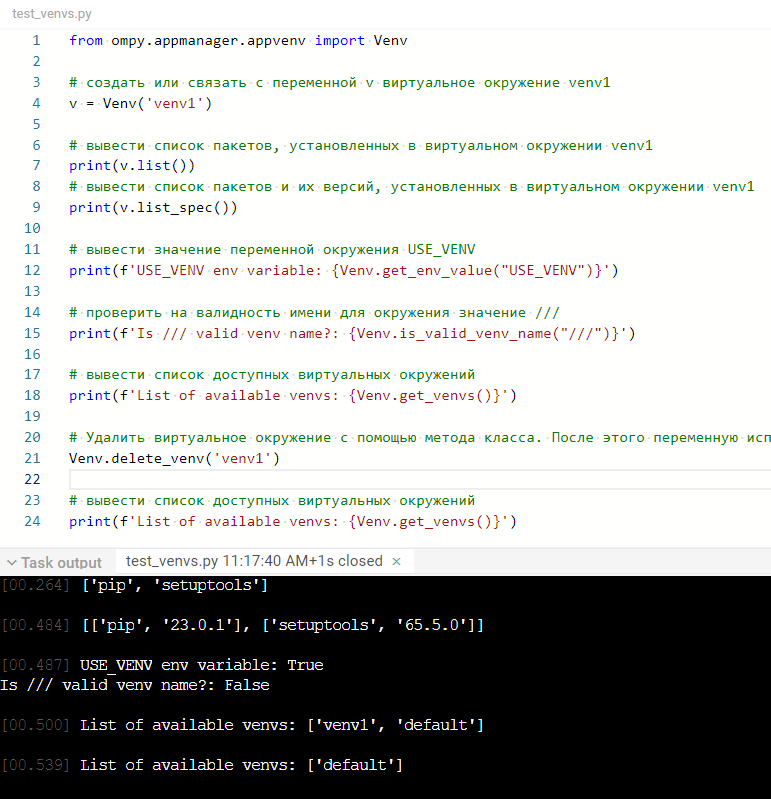 test_venvs.py
1 from ompy.appmanager.appvenv import Venv
2
3 # создать или связать с переменной v виртуальное окружение venv1
4 v = Venv('venv1')
5
6 # вывести список пакетов, установленных в виртуальном окружении venv1
7 print(v.list())
8 # вывести список пакетов и их версий, установленных в виртуальном окружении venv1
9 print(v.list_spec())
10
11 # вывести значение переменной окружения USE_VENV
12 print(f'USE_VENV env variable: {Venv.get_env_value("USE_VENV")}')
13
14 # проверить на валидность имени для окружения значение ///
15 print(f'Is /// valid venv name?: {Venv.is_valid_venv_name("///")}')
16
17 # вывести список доступных виртуальных окружений
18 print(f'List of available venvs: {Venv.get_venvs()}')
19
20 # Удалить виртуальное окружение с помощью метода класса. После этого переменную исп
21 Venv.delete_venv('venv1')
22
23 # вывести список доступных виртуальных окружений
24 print(f'List of available venvs: {Venv.get_venvs()}')
Task output test_venvs.py 11:17:40 AM+1s closed ×
[00.264] ['pip', 'setuptools']
[00.484] [['pip', '23.0.1'], ['setuptools', '65.5.0']]
[00.487] USE_VENV env variable: True
Is /// valid venv name?: False
[00.500] List of available venvs: ['venv1', 'default']
[00.539] List of available venvs: ['default']